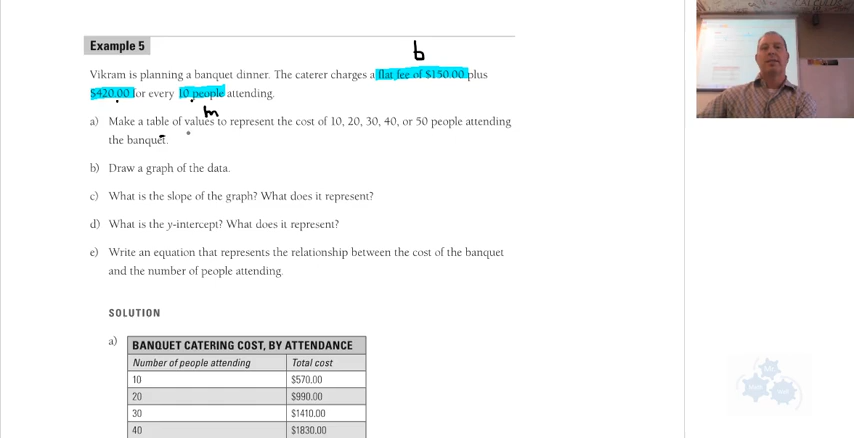 b
Example 5
Vikram is planning a banquet dinner. The caterer charges a flat fee of $150.00 plus
$420.00 for every 10 people attending.
m
a) Make a table of values to represent the cost of 10, 20, 30, 40, or 50 people attending
the banquet.
b) Draw a graph of the data.
c) What is the slope of the graph? What does it represent?
d) What is the y-intercept? What does it represent?
e) Write an equation that represents the relationship between the cost of the banquet
and the number of people attending.
SOLUTION
a) BANQUET CATERING COST, BY ATTENDANCE
Number of people attending Total cost
10 $570.00
20 $990.00
30 $1410.00
40 $1830.00